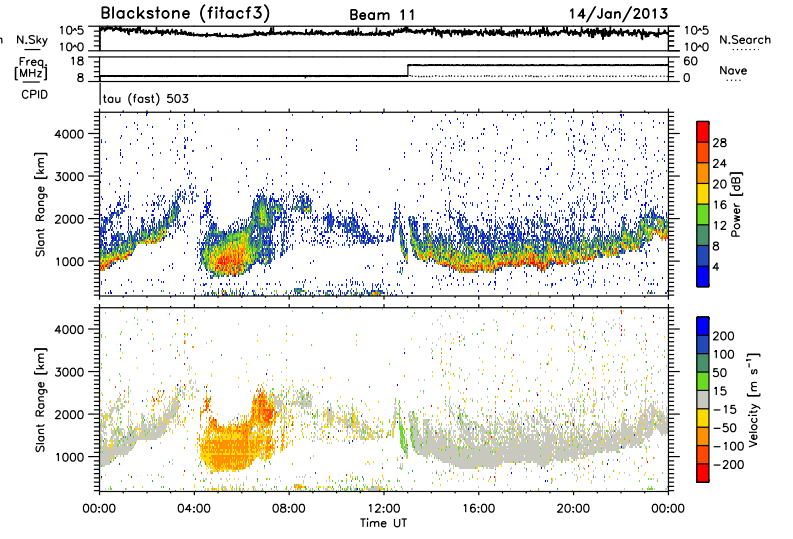 Blackstone (fitacf3) Beam 11 14/Jan/2013
n N.Sky 10^5 10^0 10^5 10^0 N.Search
Freq. [MHz] 18 8 60 0 Nave
CPID tau (fast) 503
Slant Range [km] 4000 3000 2000 1000
28 24 20 16 12 8 4 Power [dB]
Slant Range [km] 4000 3000 2000 1000
200 100 50 15 −15 −50 −100 −200 Velocity [m s⁻¹]
00:00 04:00 08:00 12:00 16:00 20:00 00:00
Time UT